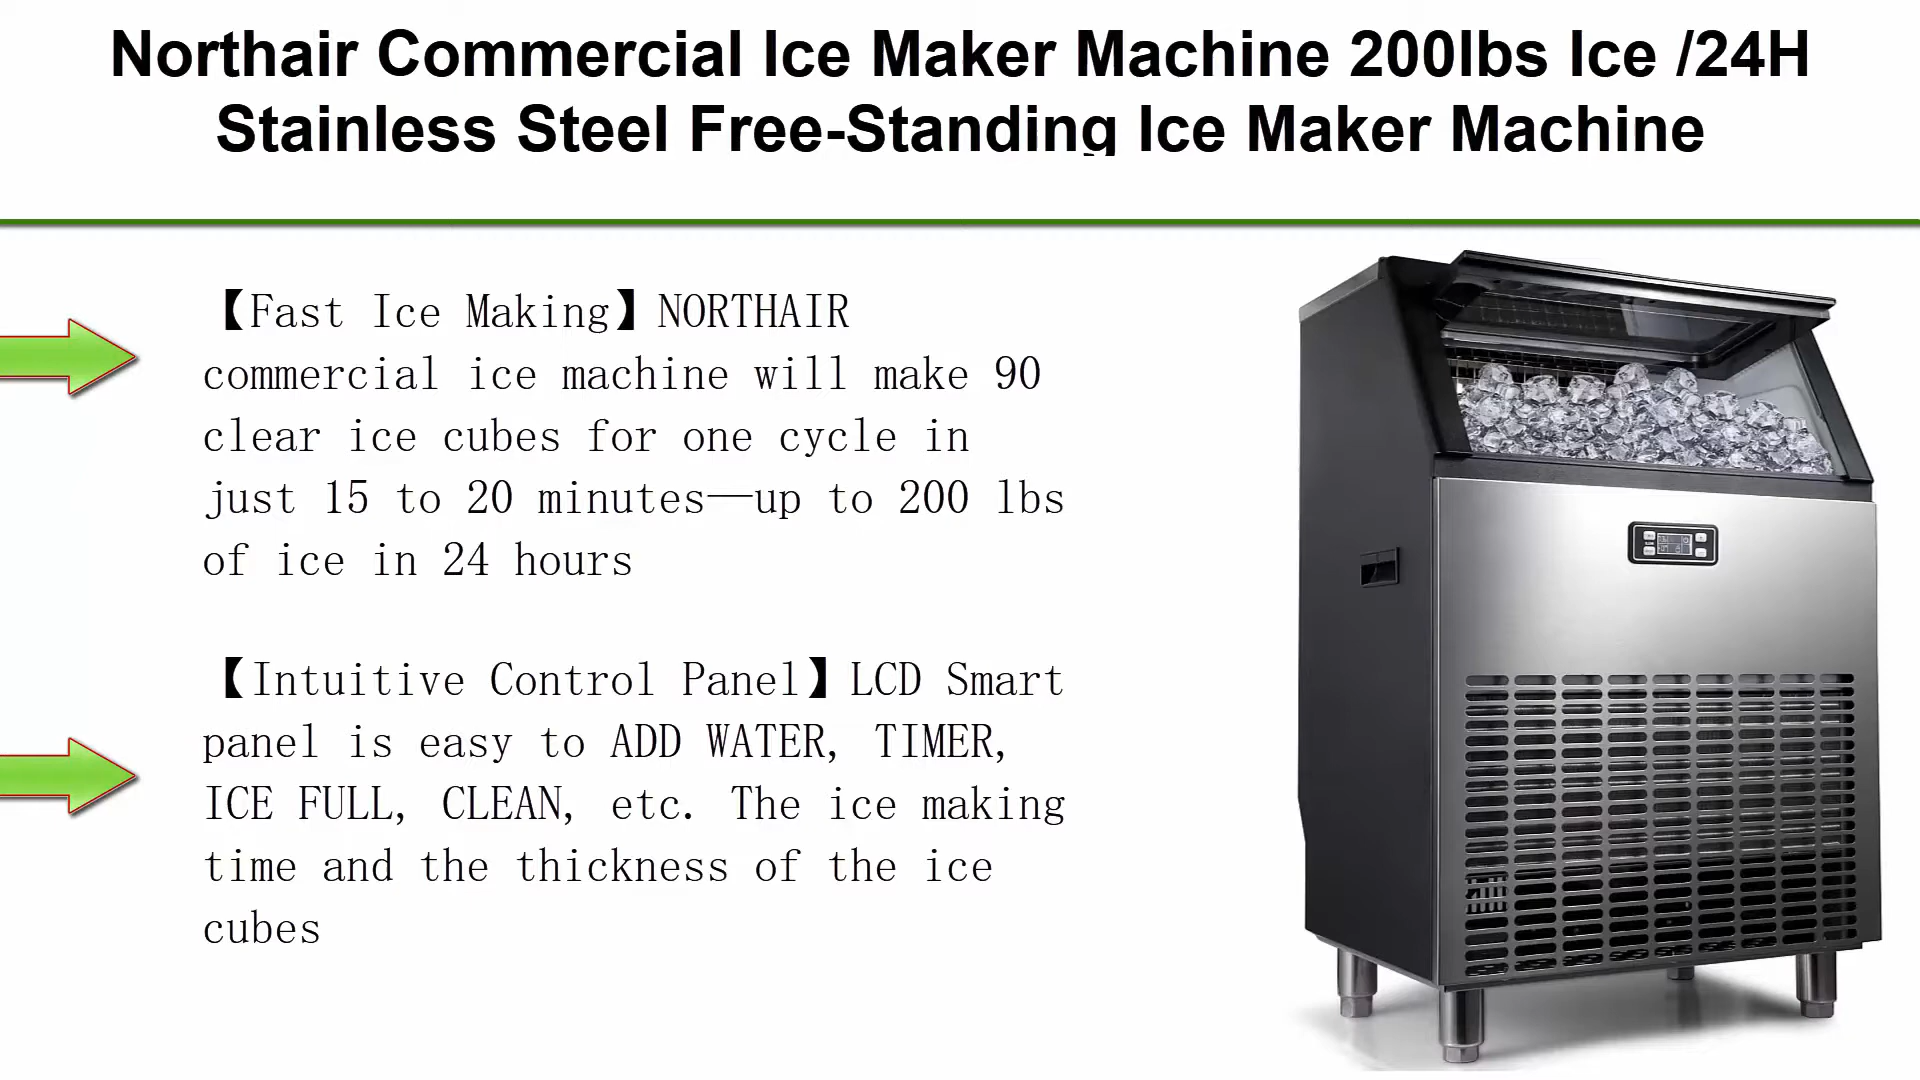 Northair Commercial Ice Maker Machine 200lbs Ice /24H
Stainless Steel Free-Standing Ice Maker Machine
【Fast Ice Making】NORTHAIR
commercial ice machine will make 90
clear ice cubes for one cycle in
just 15 to 20 minutes—up to 200 lbs
of ice in 24 hours
【Intuitive Control Panel】LCD Smart
panel is easy to ADD WATER, TIMER,
ICE FULL, CLEAN, etc. The ice making
time and the thickness of the ice
cubes